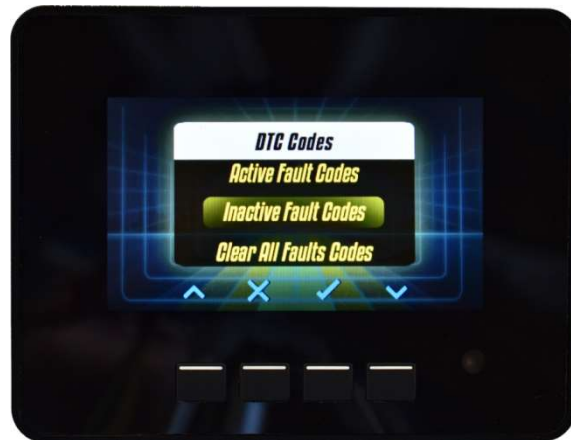 DTC Codes
Active Fault Codes
Inactive Fault Codes
Clear All Faults Codes